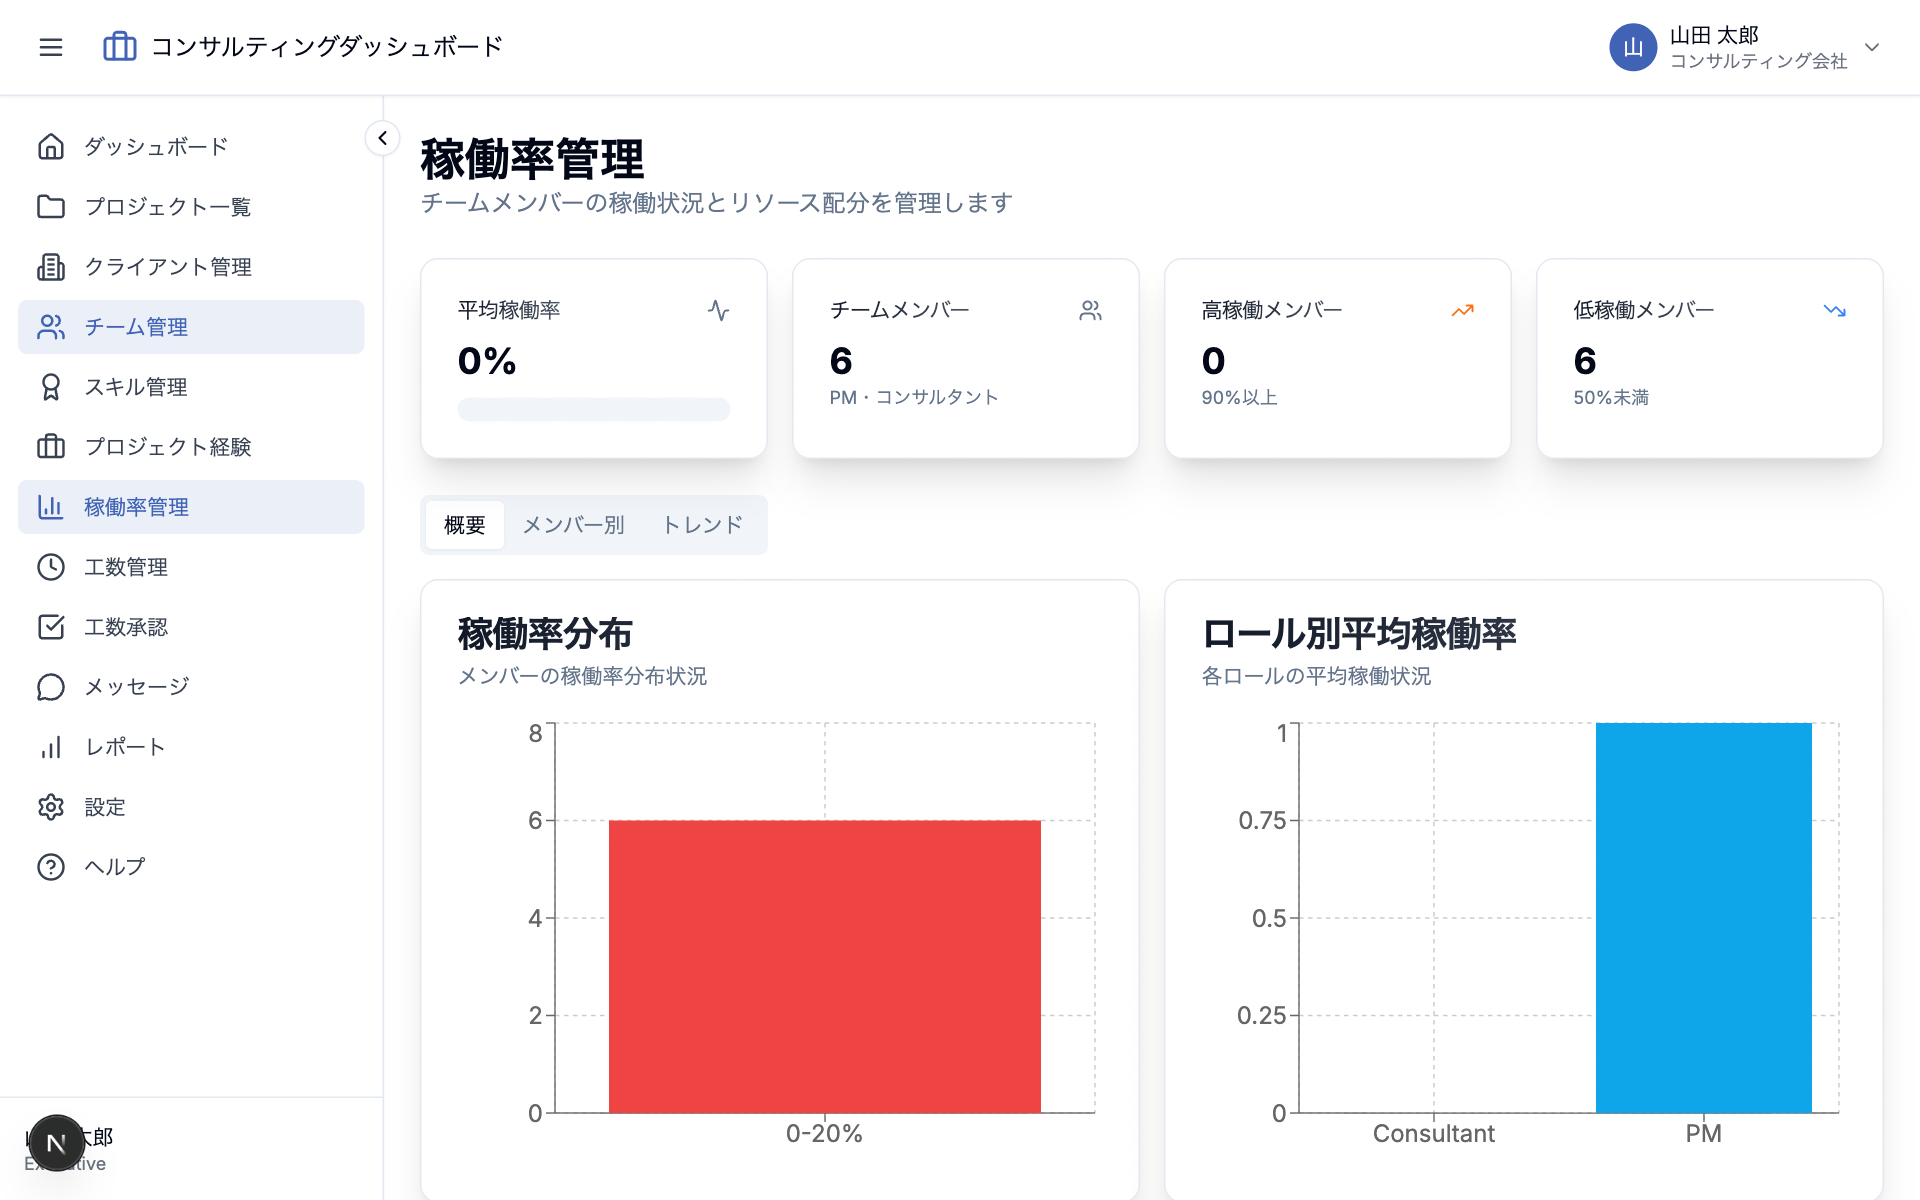 コンサルティングダッシュボード
山
山田 太郎
コンサルティング会社
ダッシュボード
プロジェクト一覧
クライアント管理
チーム管理
スキル管理
プロジェクト経験
稼働率管理
工数管理
工数承認
メッセージ
レポート
設定
ヘルプ
N
稼働率管理
チームメンバーの稼働状況とリソース配分を管理します
平均稼働率
0%
チームメンバー
6
PM・コンサルタント
高稼働メンバー
0
90%以上
低稼働メンバー
6
50%未満
概要
メンバー別
トレンド
稼働率分布
メンバーの稼働率分布状況
8
6
4
2
0
0-20%
ロール別平均稼働率
各ロールの平均稼働状況
1
0.75
0.5
0.25
0
Consultant
PM